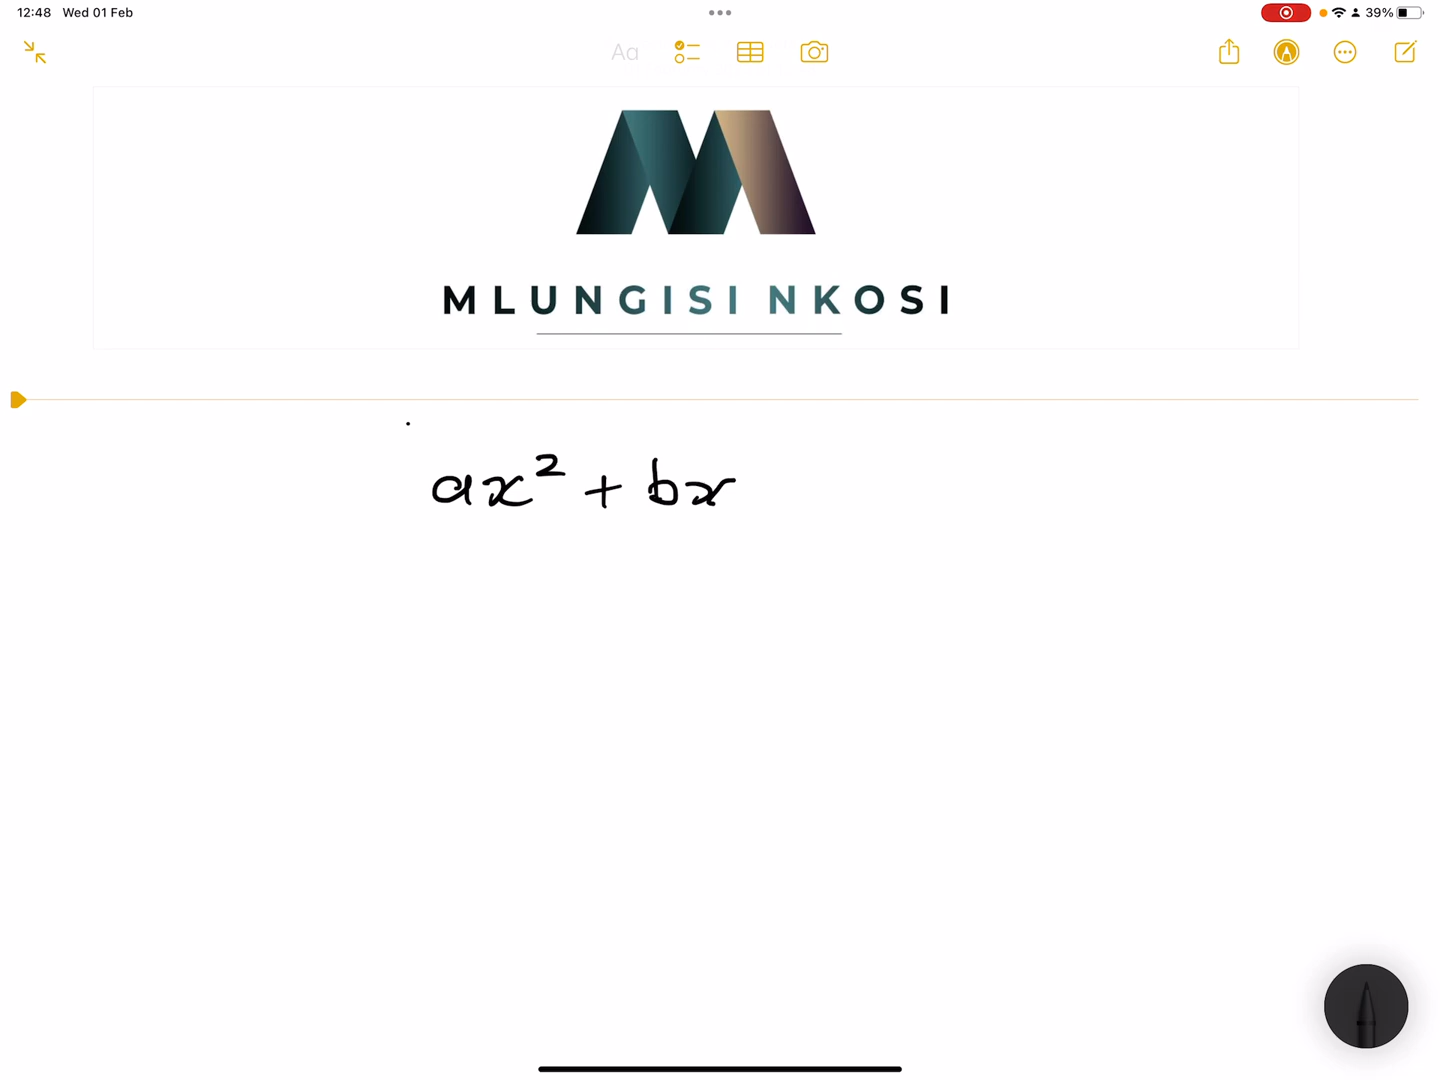 12:48 Wed 01 Feb 39%
Aa
MLUNGISI NKOSI
ax² + bx